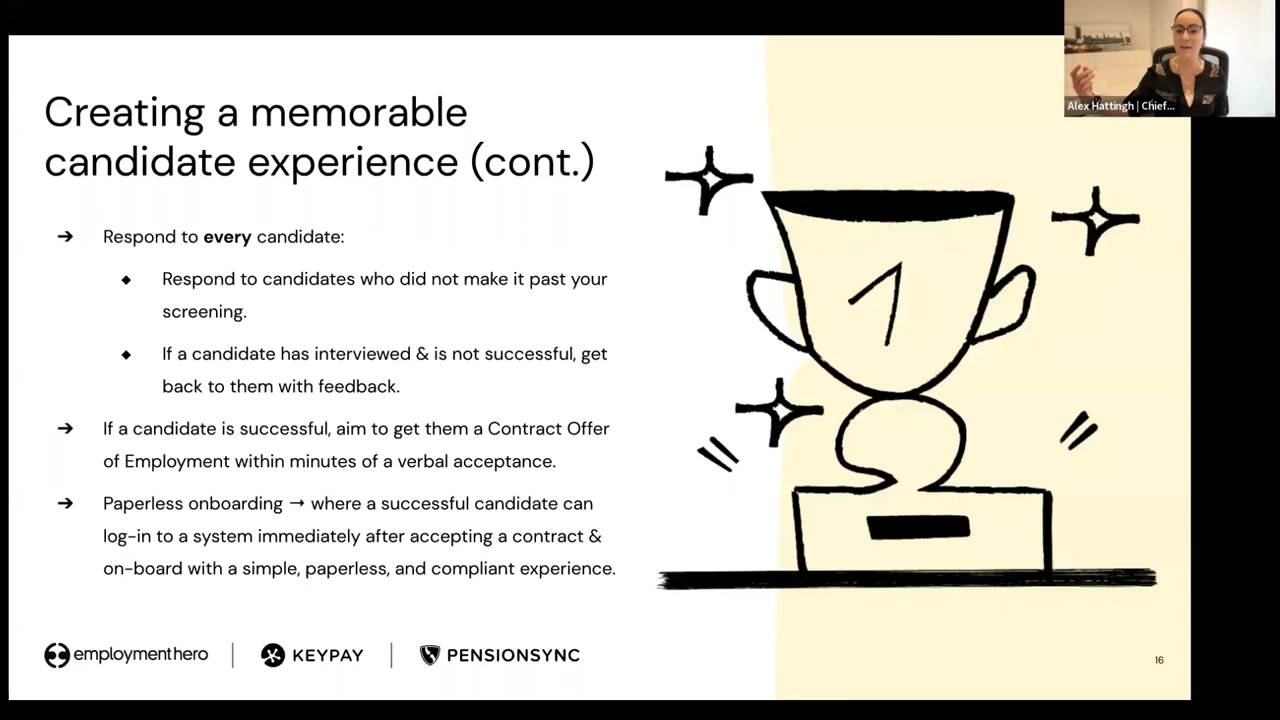 Alex Hattingh | Chief...
Creating a memorable
candidate experience (cont.)
➔ Respond to every candidate:
◆ Respond to candidates who did not make it past your
screening.
◆ If a candidate has interviewed & is not successful, get
back to them with feedback.
➔ If a candidate is successful, aim to get them a Contract Offer
of Employment within minutes of a verbal acceptance.
➔ Paperless onboarding → where a successful candidate can
log-in to a system immediately after accepting a contract &
on-board with a simple, paperless, and compliant experience.
1
employmenthero | KEYPAY | PENSIONSYNC
16